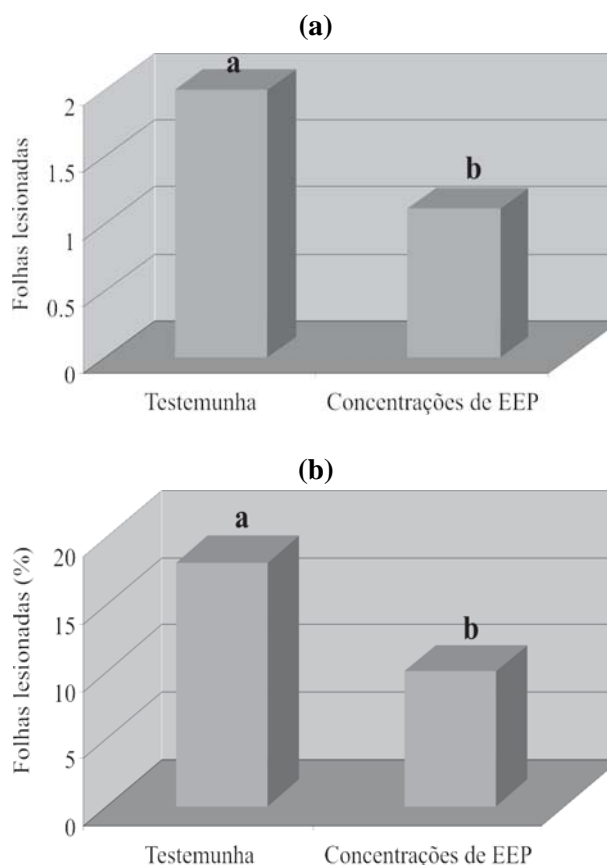 (a)
a
b
2
1.5
1
0.5
0
Folhas lesionadas
Testemunha
Concentrações de EEP
(b)
a
b
20
15
10
5
0
Folhas lesionadas (%)
Testemunha
Concentrações de EEP